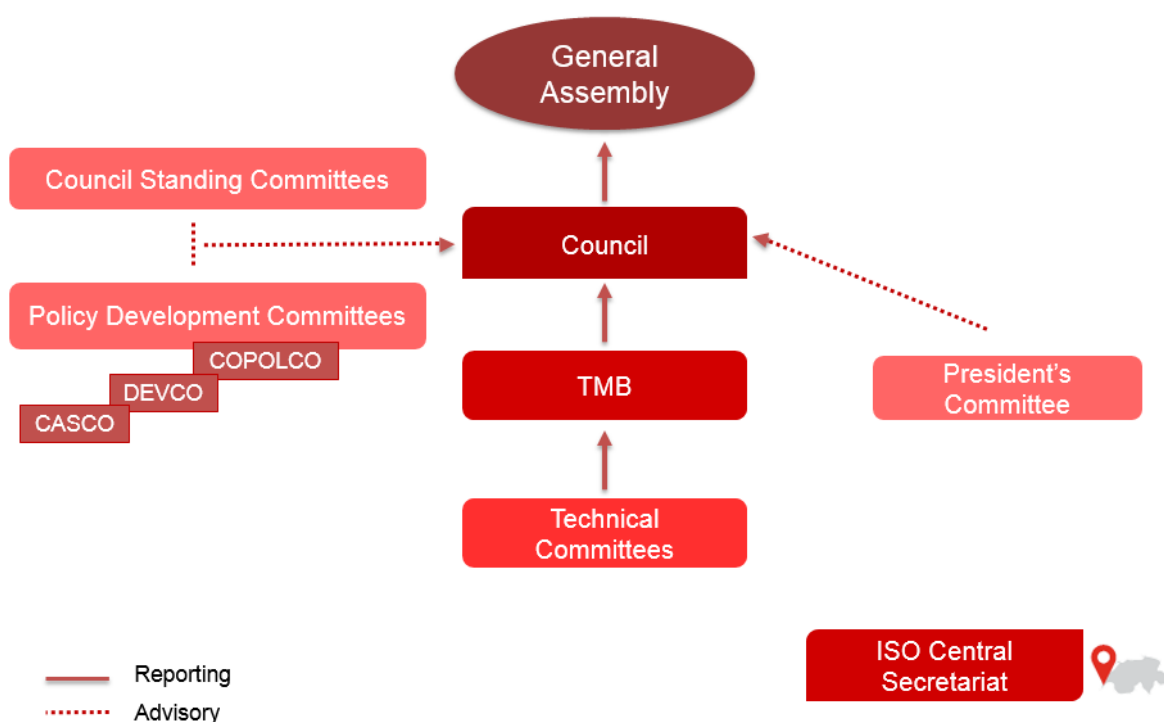 General
Assembly
Council Standing Committees
Council
Policy Development Committees
COPOLCO
DEVCO
CASCO
TMB
President’s
Committee
Technical
Committees
ISO Central
Secretariat
Reporting
Advisory